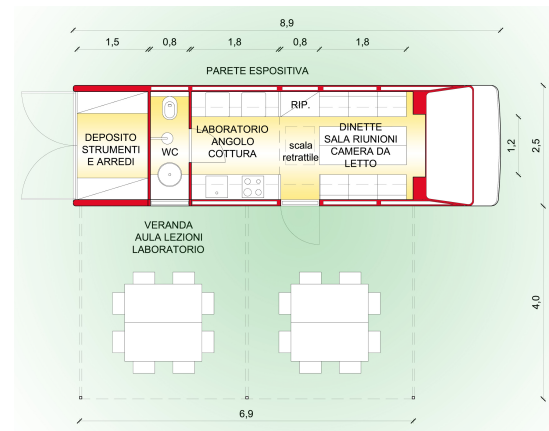 8,9
1,5
0,8
1,8
0,8
1,8
PARETE ESPOSITIVA
RIP.
DEPOSITO
STRUMENTI
E ARREDI
WC
LABORATORIO
ANGOLO
COTTURA
scala
retrattile
DINETTE
SALA RIUNIONI
CAMERA DA
LETTO
1,2
2,5
VERANDA
AULA LEZIONI
LABORATORIO
4,0
6,9